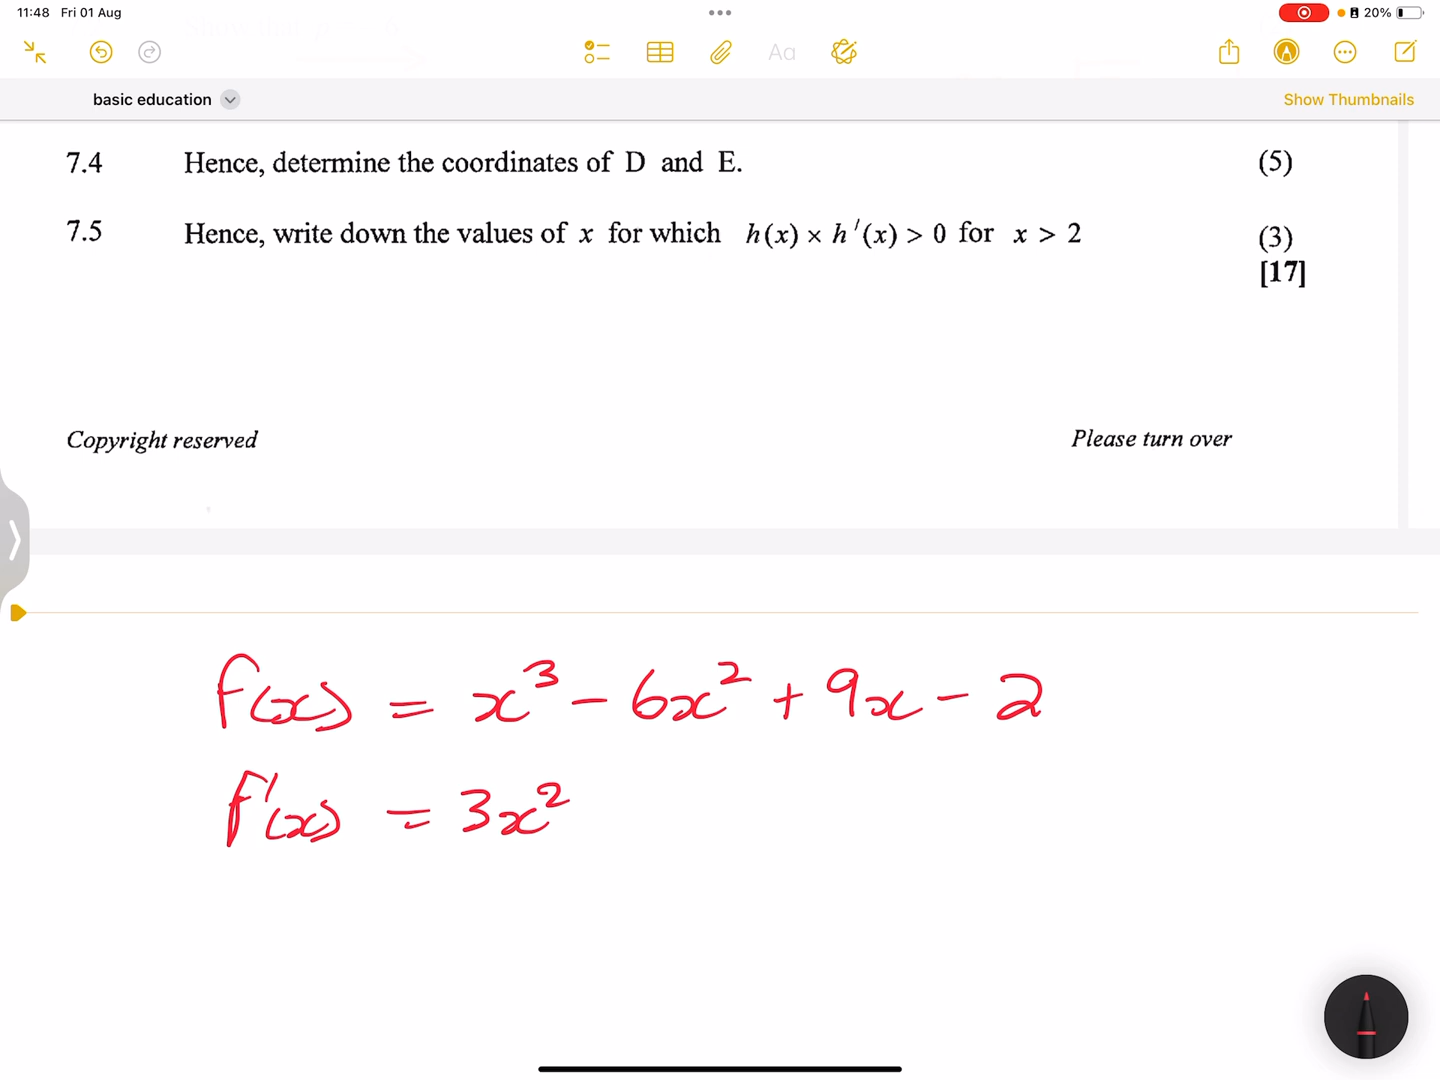 11:48 Fri 01 Aug
20%
Aa
basic education
Show Thumbnails
7.4 Hence, determine the coordinates of D and E. (5)
7.5 Hence, write down the values of x for which h(x) × h′(x) > 0 for x > 2 (3)
[17]
Copyright reserved Please turn over
f(x) = x³ − 6x² + 9x − 2
f′(x) = 3x²